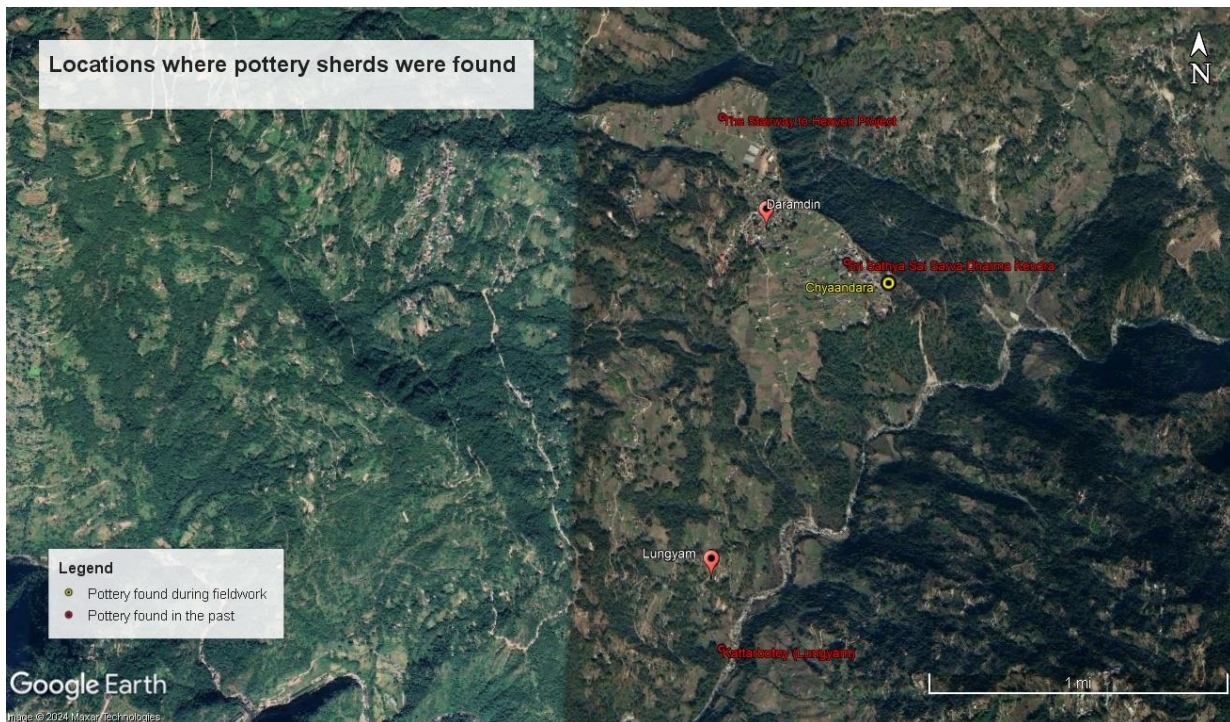 Locations where pottery sherds were found
N
The Stairway to Heaven Project
Daramdin
Sri Sathya Sai Sarva Dharma Kendra
Chyaandara
Lungyam
Legend
Pottery found during fieldwork
Pottery found in the past
Kattarbotey (Lungyam)
Google Earth
1 mi
Image © 2024 Maxar Technologies